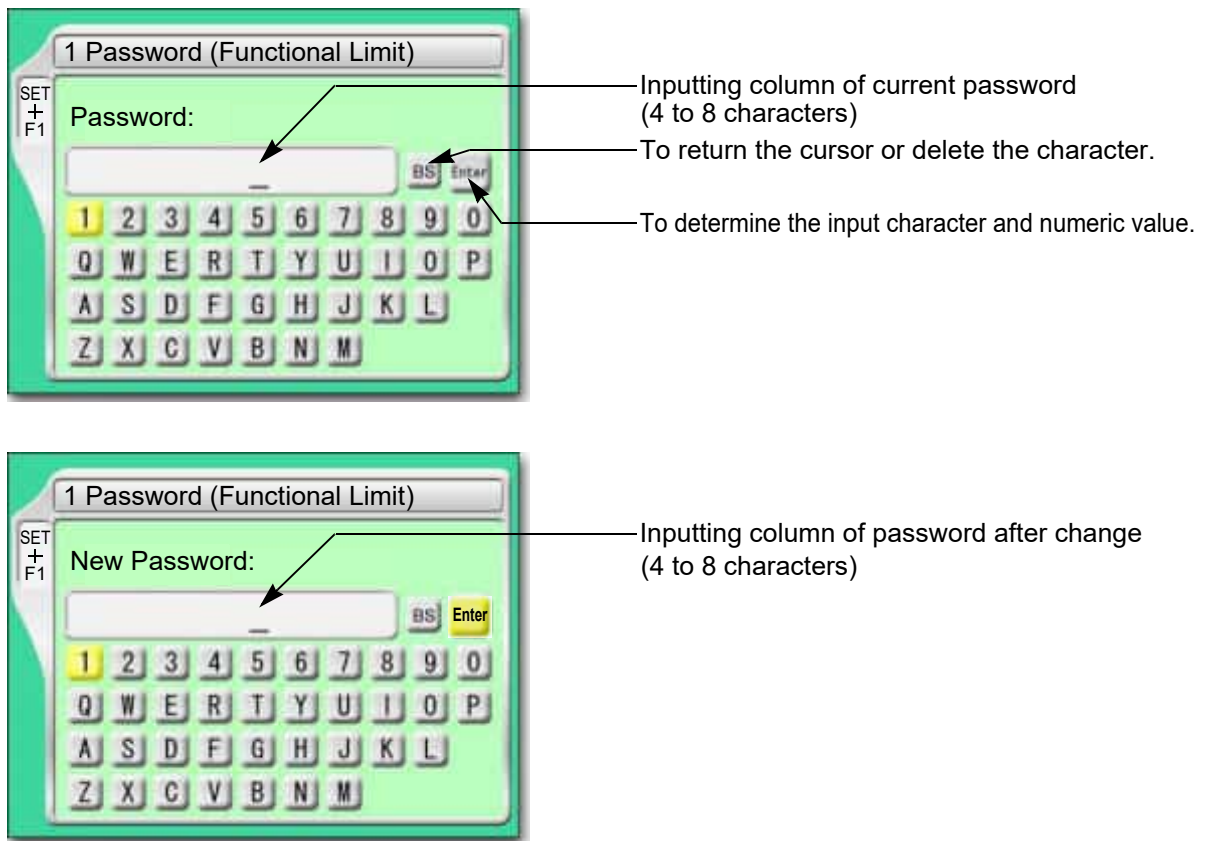 1 Password (Functional Limit)
SET
+
F1
Password:
Inputting column of current password
(4 to 8 characters)
To return the cursor or delete the character.
BS Enter
To determine the input character and numeric value.
1 2 3 4 5 6 7 8 9 0
Q W E R T Y U I O P
A S D F G H J K L
Z X C V B N M
1 Password (Functional Limit)
SET
+
F1
New Password:
Inputting column of password after change
(4 to 8 characters)
BS Enter
1 2 3 4 5 6 7 8 9 0
Q W E R T Y U I O P
A S D F G H J K L
Z X C V B N M